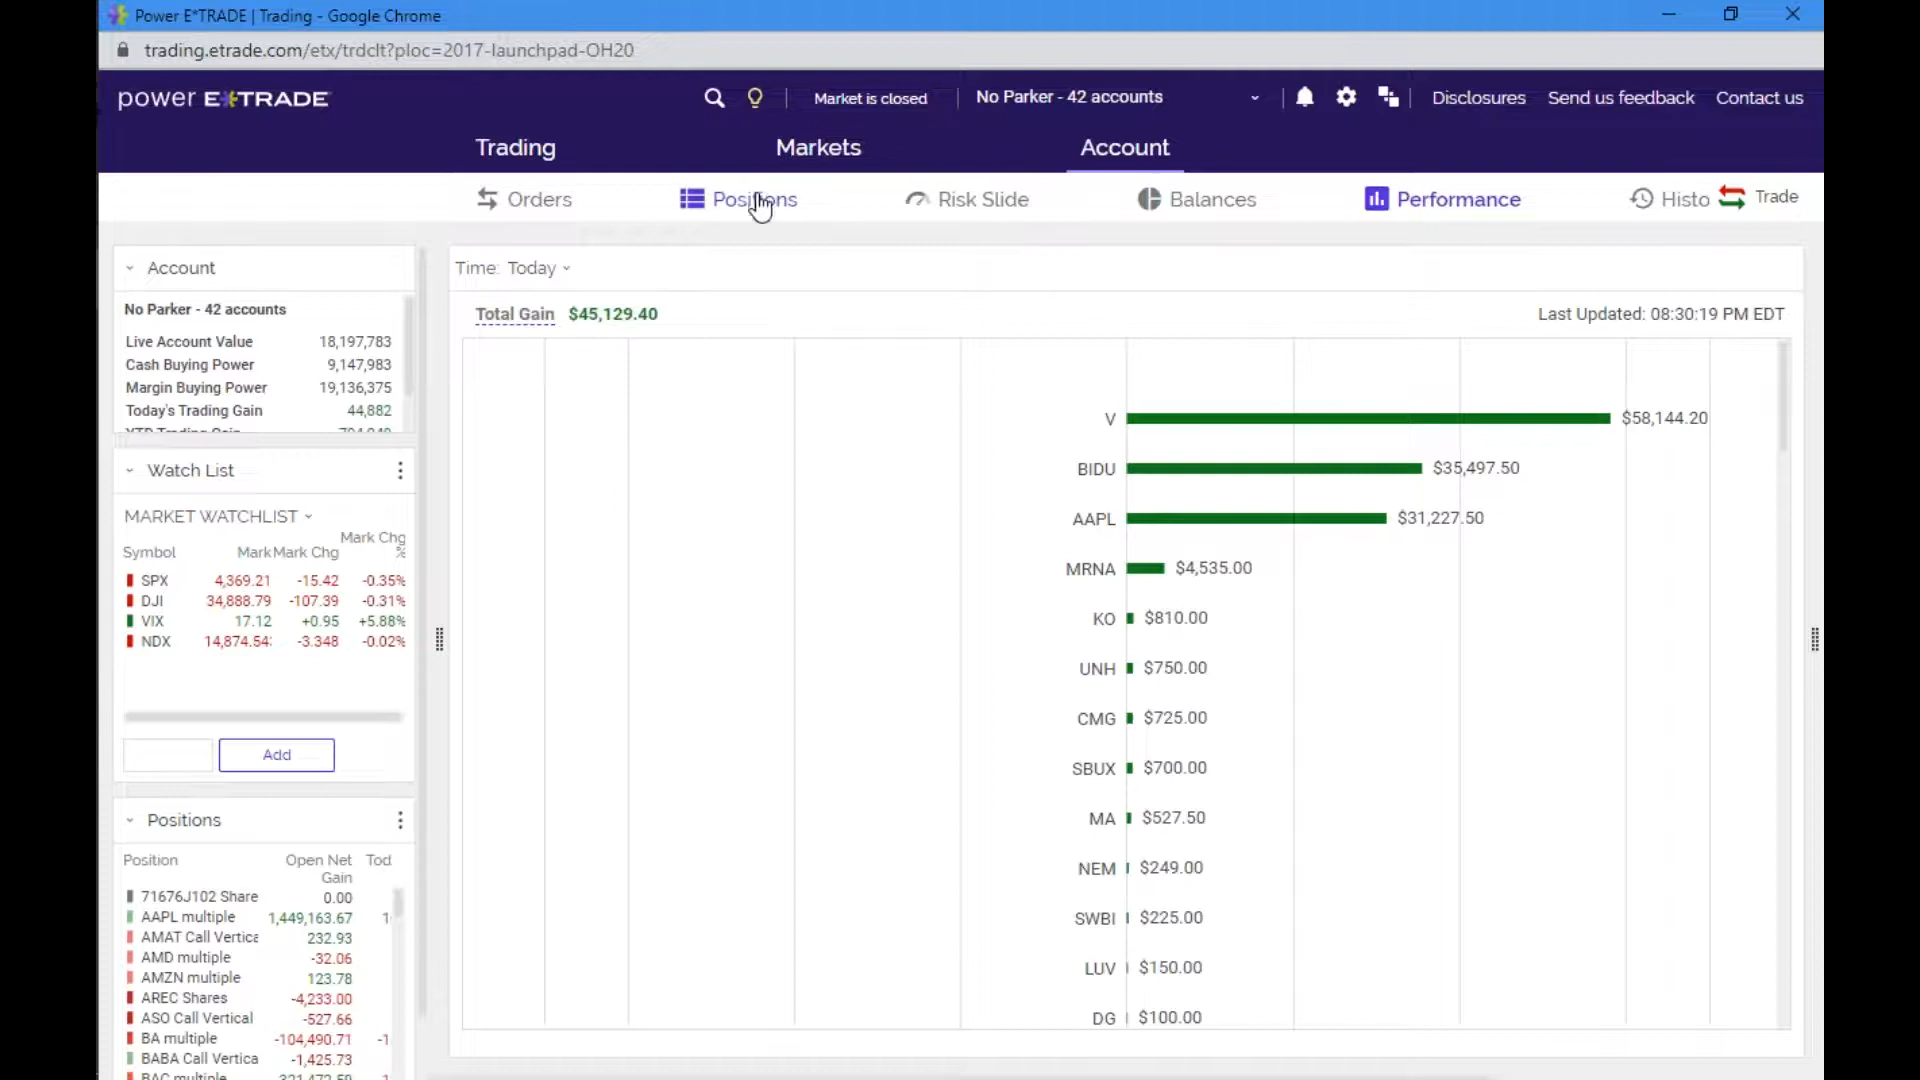 Power E*TRADE | Trading - Google Chrome
trading.etrade.com/etx/trdclt?ploc=2017-launchpad-OH20
power E*TRADE
Market is closed
No Parker - 42 accounts
Disclosures
Send us feedback
Contact us
Trading
Markets
Account
Orders
Positions
Risk Slide
Balances
Performance
Histo
Trade
Account
No Parker - 42 accounts
Live Account Value 18,197,783
Cash Buying Power 9,147,983
Margin Buying Power 19,136,375
Today's Trading Gain 44,882
Watch List
MARKET WATCHLIST
Symbol Mark Mark Chg Mark Chg %
SPX 4,369.21 -15.42 -0.35%
DJI 34,888.79 -107.39 -0.31%
VIX 17.12 +0.95 +5.88%
NDX 14,874.54 -3.348 -0.02%
Add
Positions
Position Open Net Gain Tod
71676J102 Share 0.00
AAPL multiple 1,449,163.67 1
AMAT Call Vertica 232.93
AMD multiple -32.06
AMZN multiple 123.78
AREC Shares -4,233.00
ASO Call Vertical -527.66
BA multiple -104,490.71 -1
BABA Call Vertica -1,425.73
Time: Today
Total Gain $45,129.40
Last Updated: 08:30:19 PM EDT
V $58,144.20
BIDU $35,497.50
AAPL $31,227.50
MRNA $4,535.00
KO $810.00
UNH $750.00
CMG $725.00
SBUX $700.00
MA $527.50
NEM $249.00
SWBI $225.00
LUV $150.00
DG $100.00